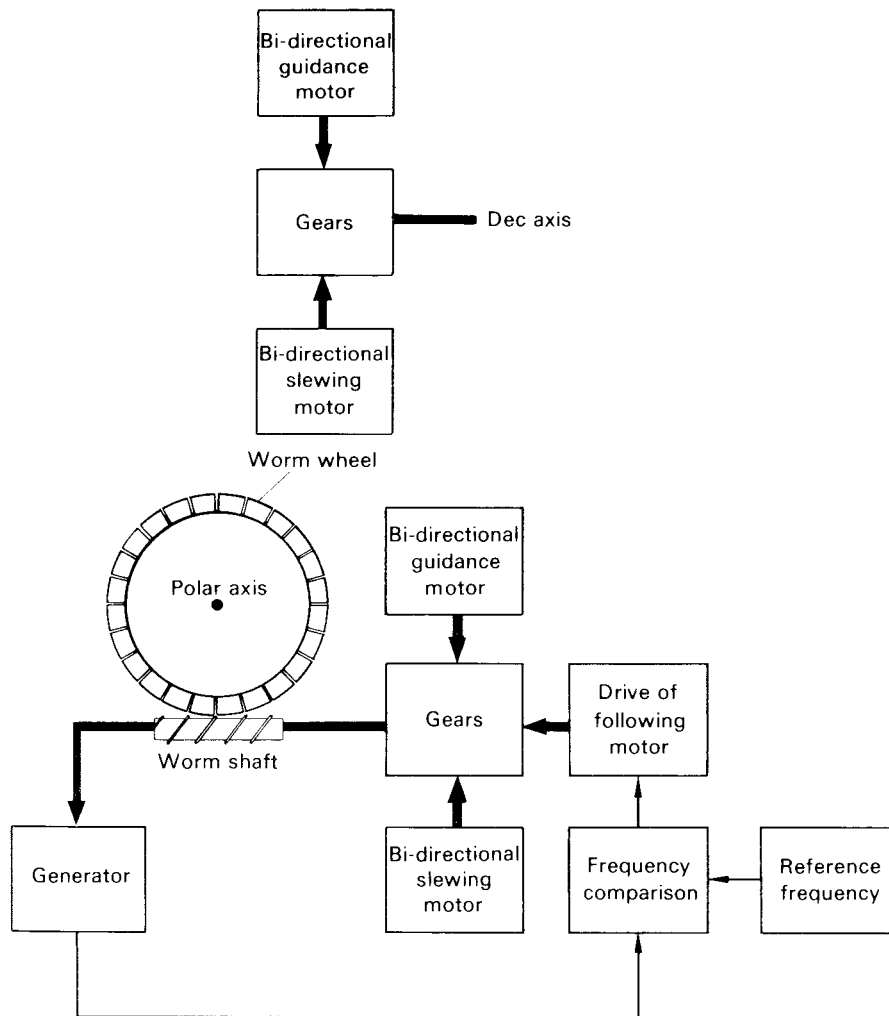 Bi-directional
guidance
motor
Gears
Dec axis
Bi-directional
slewing
motor
Worm wheel
Polar axis
Bi-directional
guidance
motor
Gears
Drive of
following
motor
Worm shaft
Generator
Bi-directional
slewing
motor
Frequency
comparison
Reference
frequency